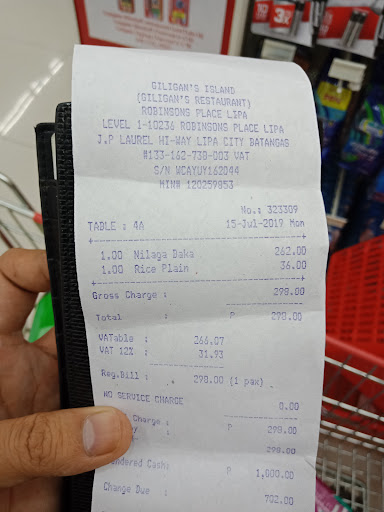 GILIGAN'S ISLAND
(GILIGAN'S RESTAURANT)
ROBINSONG PLACE LIPA
LEVEL 1-10236 ROBINSONS PLACE LIPA
J.P LAUREL HI-WAY LIPA CITY BATANGAS
#133-162-738-003 VAT
S/N WCAYUY162044
MIN# 120259853
No.: 323309
TABLE : 4A 15-Jul-2019 Mon
1.00 Nilaga Baka 262.00
1.00 Rice Plain 36.00
Gross Charge : 298.00
Total : P 298.00
VATable : 266.07
VAT 12% : 31.93
Reg.Bill : 298.00 (1 pax)
NO SERVICE CHARGE 0.00
Charge : P 298.00
298.00
ndered Cash: P 1,000.00
Change Due : 702.00